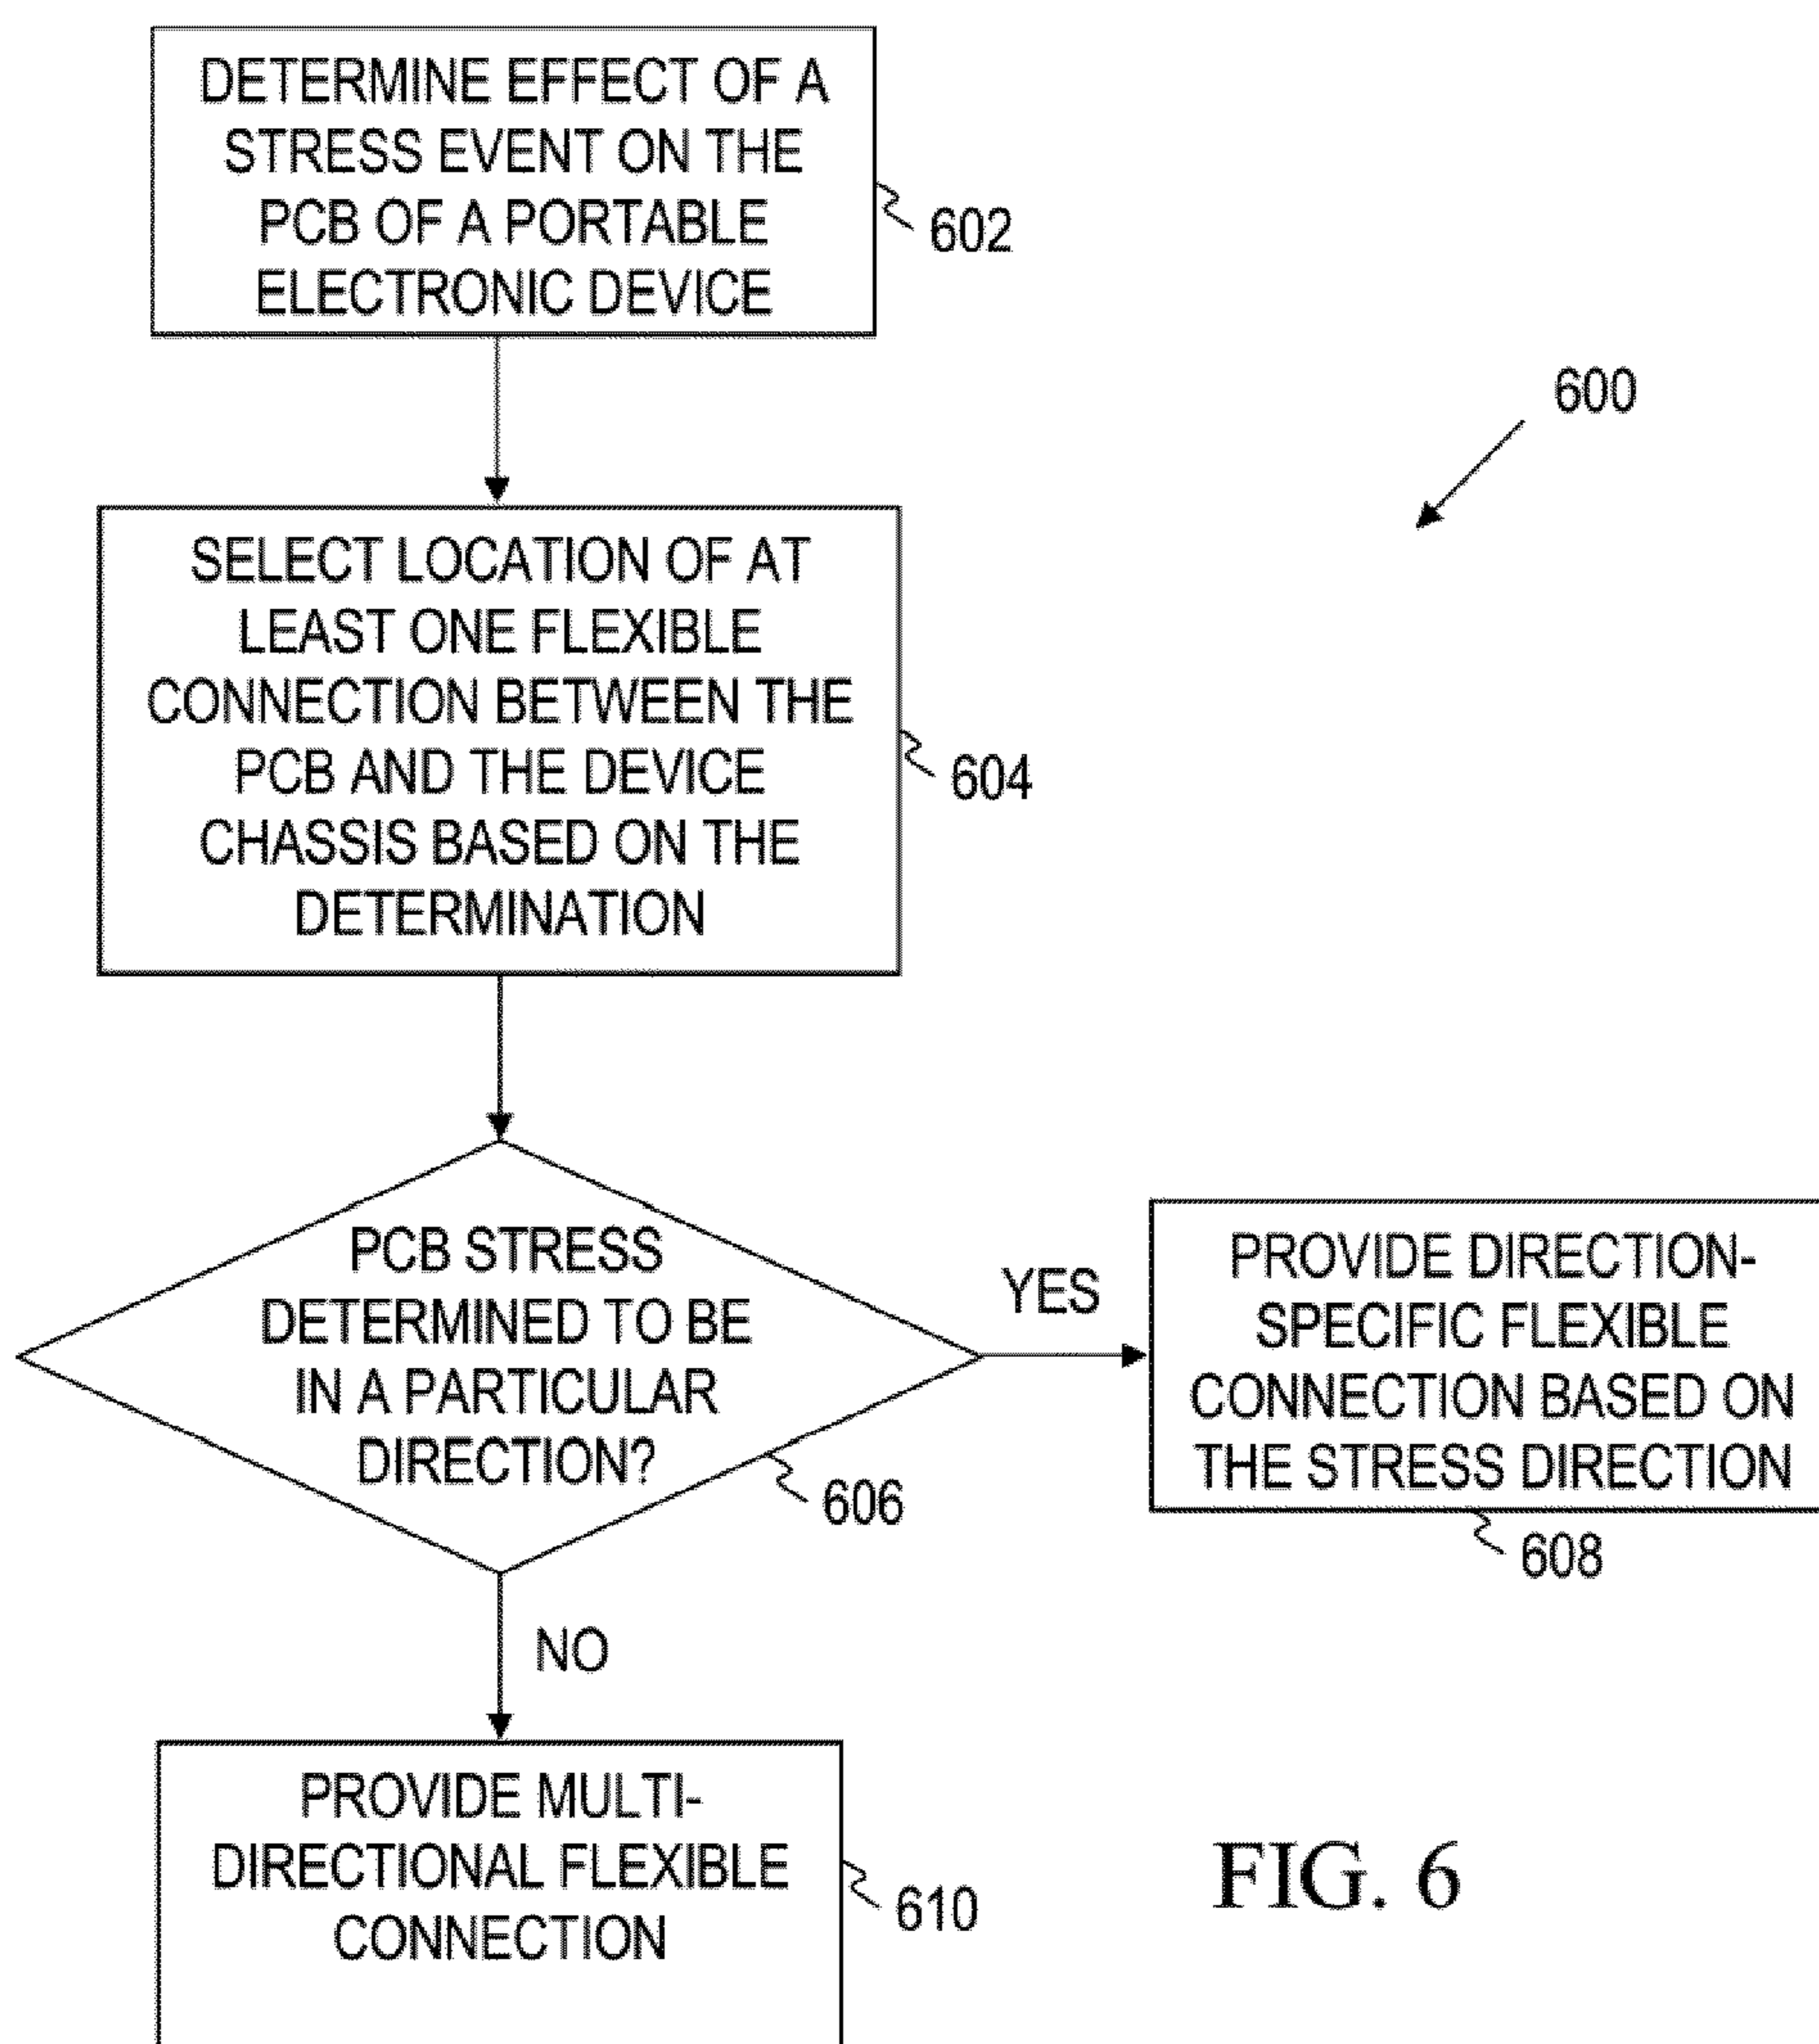 DETERMINE EFFECT OF A
STRESS EVENT ON THE
PCB OF A PORTABLE
ELECTRONIC DEVICE
602
600
SELECT LOCATION OF AT
LEAST ONE FLEXIBLE
CONNECTION BETWEEN THE
PCB AND THE DEVICE
CHASSIS BASED ON THE
DETERMINATION
604
PCB STRESS
DETERMINED TO BE
IN A PARTICULAR
DIRECTION?
606
YES
PROVIDE DIRECTION-
SPECIFIC FLEXIBLE
CONNECTION BASED ON
THE STRESS DIRECTION
608
NO
PROVIDE MULTI-
DIRECTIONAL FLEXIBLE
CONNECTION
610
FIG. 6